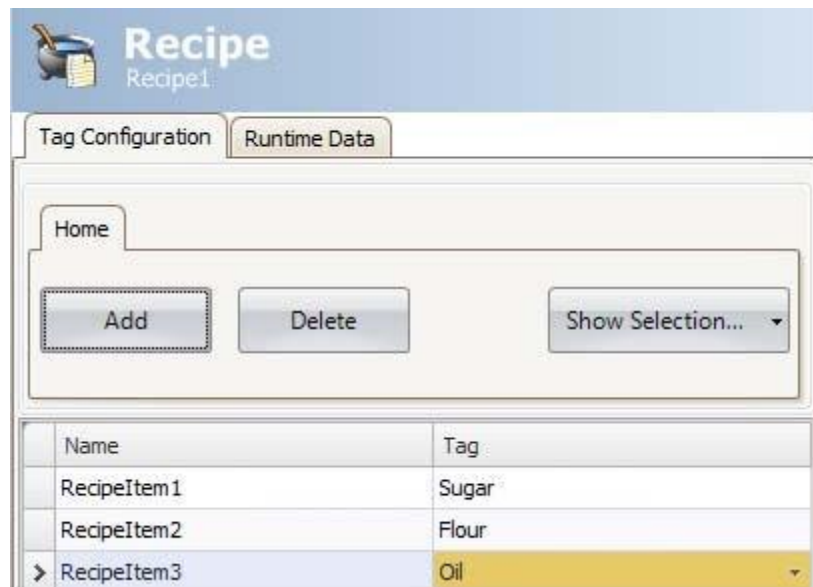 Recipe
Recipe1
Tag Configuration Runtime Data
Home
Add Delete Show Selection...
Name Tag
RecipeItem1 Sugar
RecipeItem2 Flour
RecipeItem3 Oil